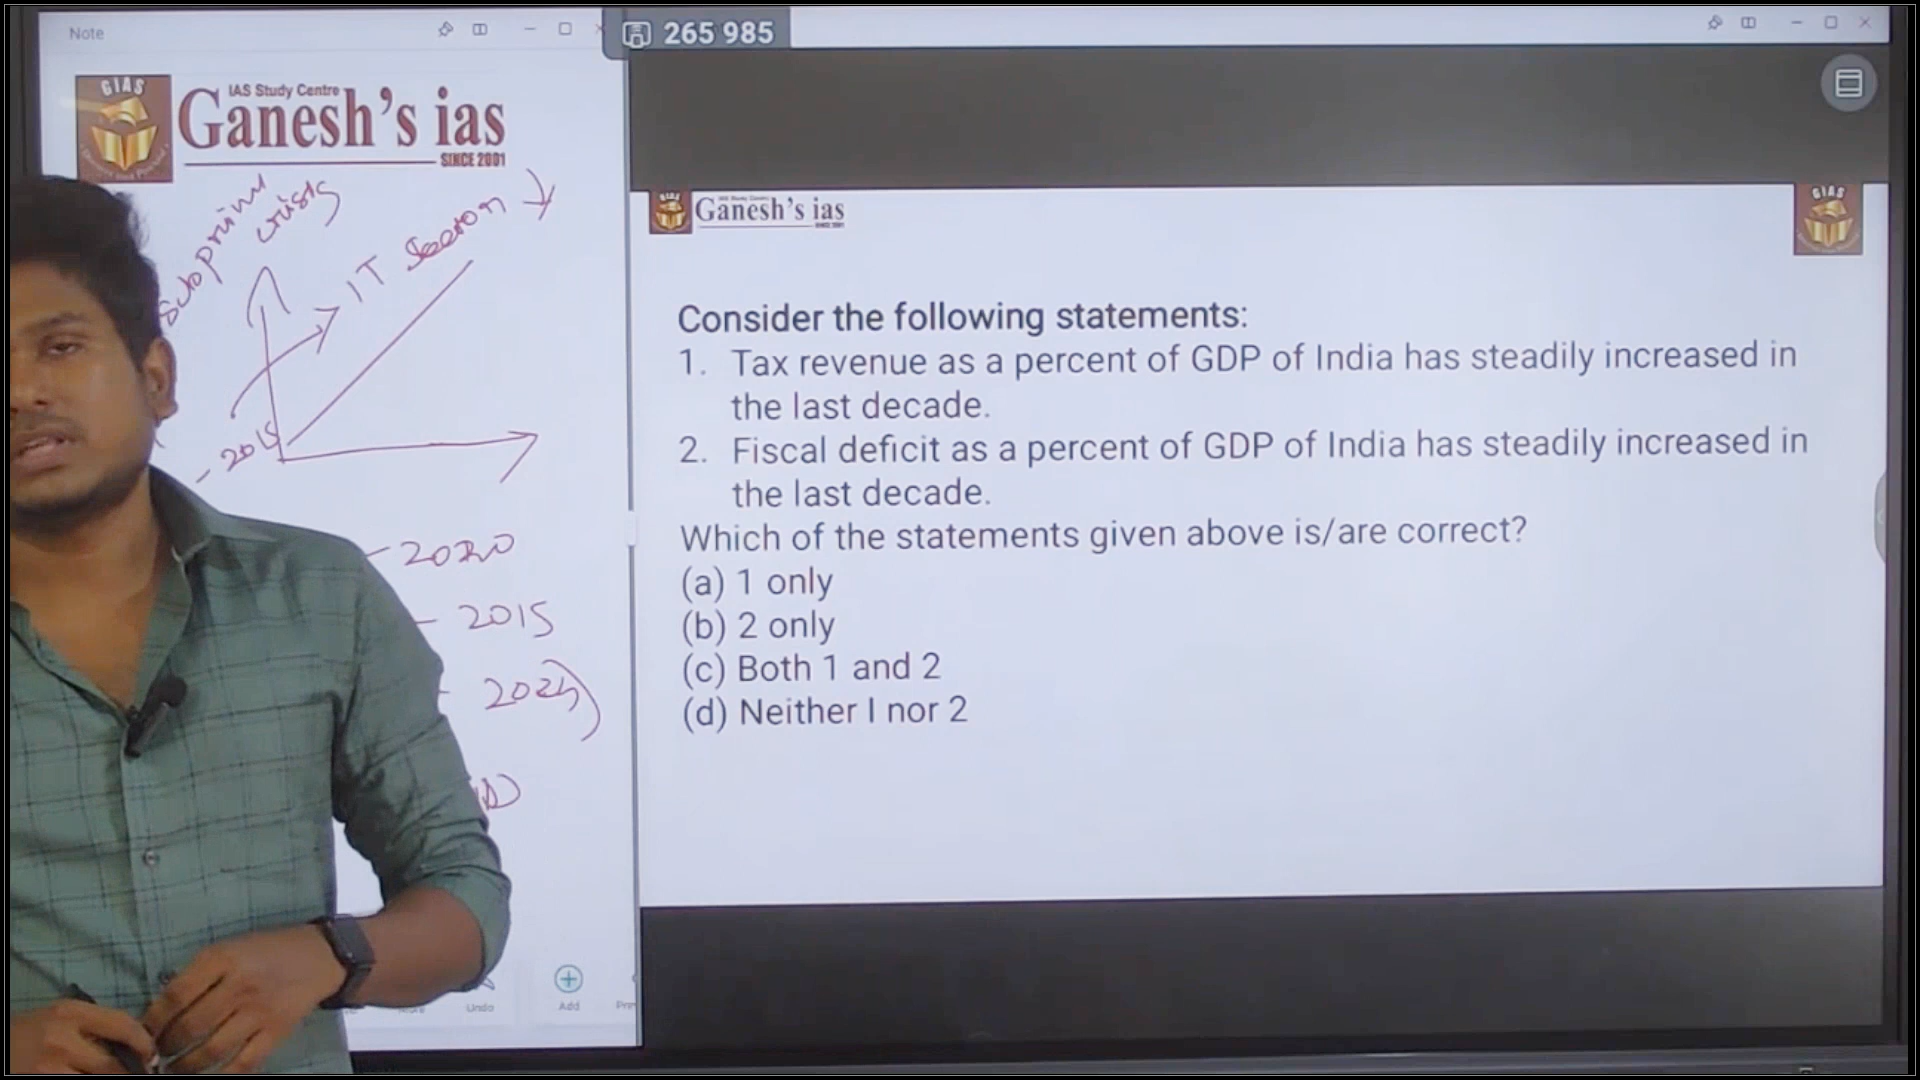 Note
265 985
GIAS
IAS Study Centre
Ganesh's ias
SINCE 2001
subprime
crisis
IT
- 2015
- 2020
- 2015
GIAS
Ganesh's ias
GIAS
Consider the following statements:
1. Tax revenue as a percent of GDP of India has steadily increased in
the last decade.
2. Fiscal deficit as a percent of GDP of India has steadily increased in
the last decade.
Which of the statements given above is/are correct?
(a) 1 only
(b) 2 only
(c) Both 1 and 2
(d) Neither I nor 2
Undo
Add